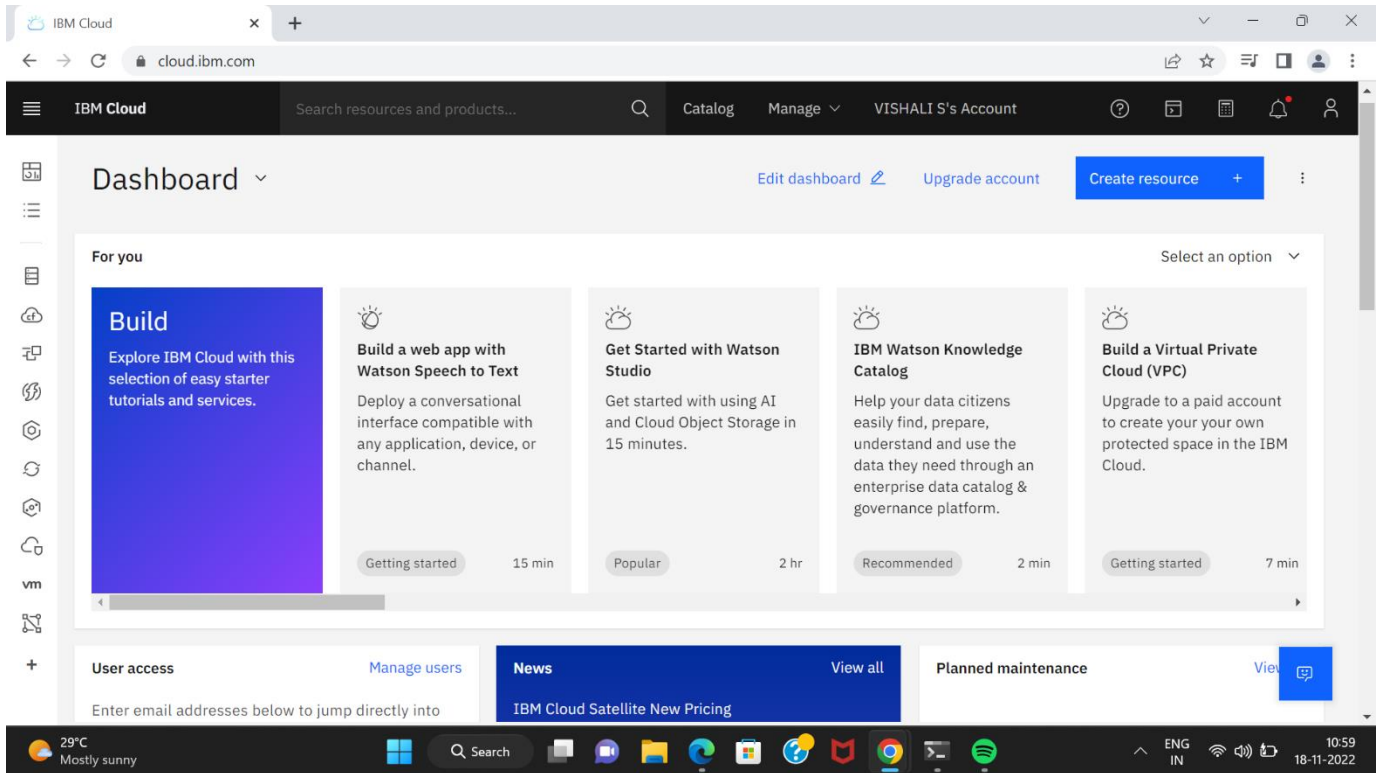 IBM Cloud
cloud.ibm.com
IBM Cloud Search resources and products... Catalog Manage VISHALI S's Account
Dashboard Edit dashboard Upgrade account Create resource +
For you Select an option
Build
Explore IBM Cloud with this
selection of easy starter
tutorials and services.
Build a web app with
Watson Speech to Text
Deploy a conversational
interface compatible with
any application, device, or
channel.
Getting started 15 min
Get Started with Watson
Studio
Get started with using AI
and Cloud Object Storage in
15 minutes.
Popular 2 hr
IBM Watson Knowledge
Catalog
Help your data citizens
easily find, prepare,
understand and use the
data they need through an
enterprise data catalog &
governance platform.
Recommended 2 min
Build a Virtual Private
Cloud (VPC)
Upgrade to a paid account
to create your your own
protected space in the IBM
Cloud.
Getting started 7 min
cf
vm
User access Manage users
Enter email addresses below to jump directly into
News View all
IBM Cloud Satellite New Pricing
Planned maintenance
29°C
Mostly sunny
Search
ENG
IN
10:59
18-11-2022